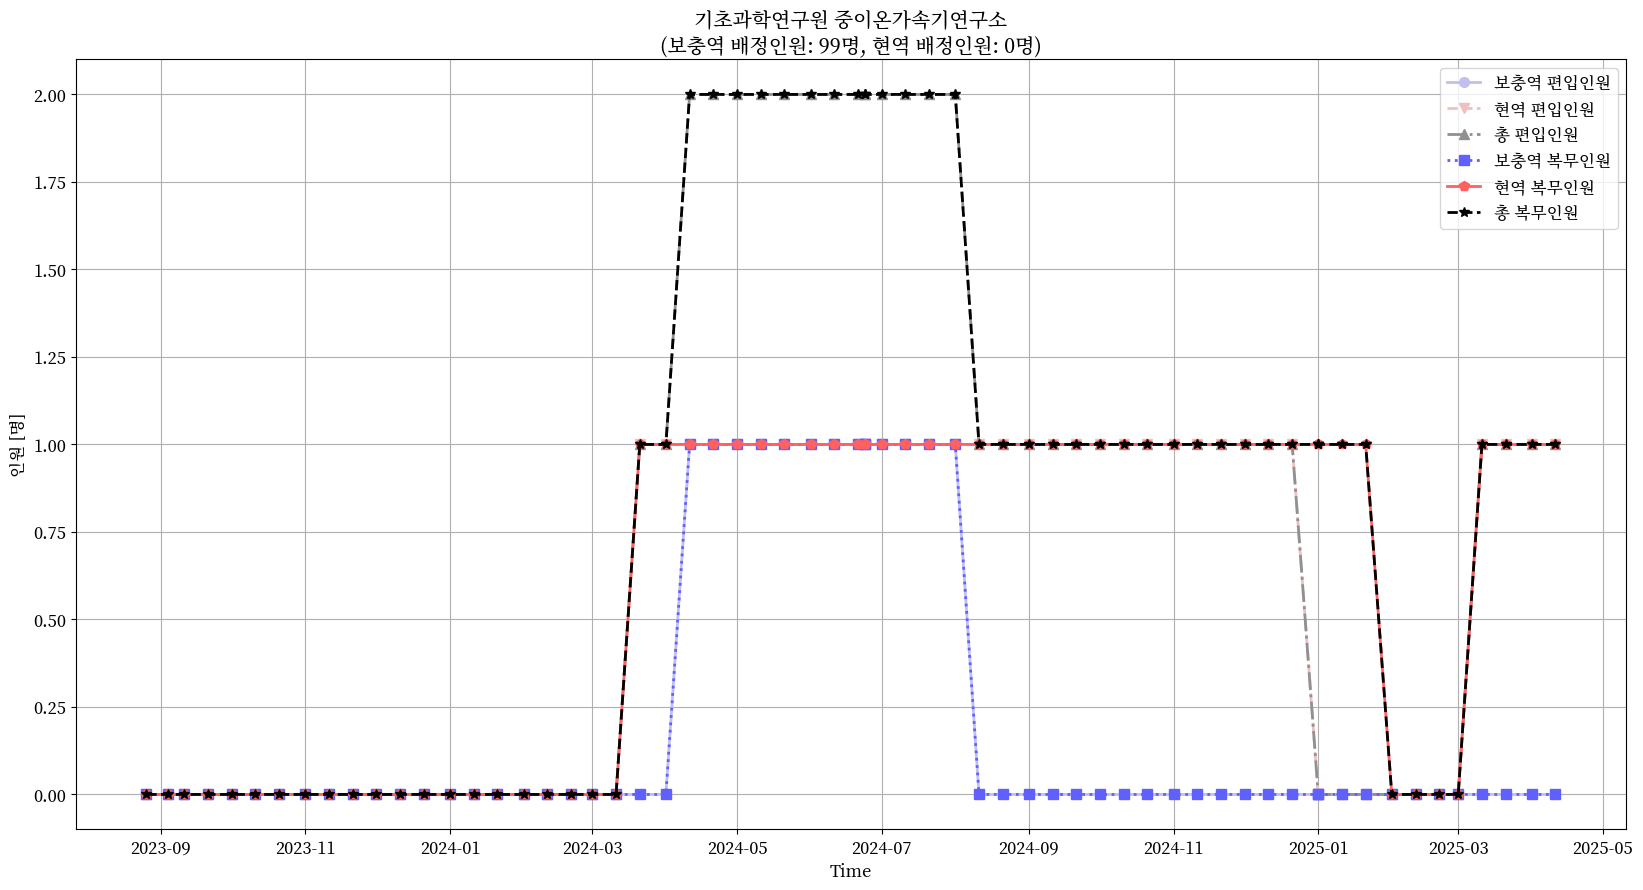 기초과학연구원 중이온가속기연구소
(보충역 배정인원: 99명, 현역 배정인원: 0명)
보충역 편입인원
현역 편입인원
총 편입인원
보충역 복무인원
현역 복무인원
총 복무인원
2.00
1.75
1.50
1.25
1.00
0.75
0.50
0.25
0.00
인원 [명]
2023-09
2023-11
2024-01
2024-03
2024-05
2024-07
2024-09
2024-11
2025-01
2025-03
2025-05
Time